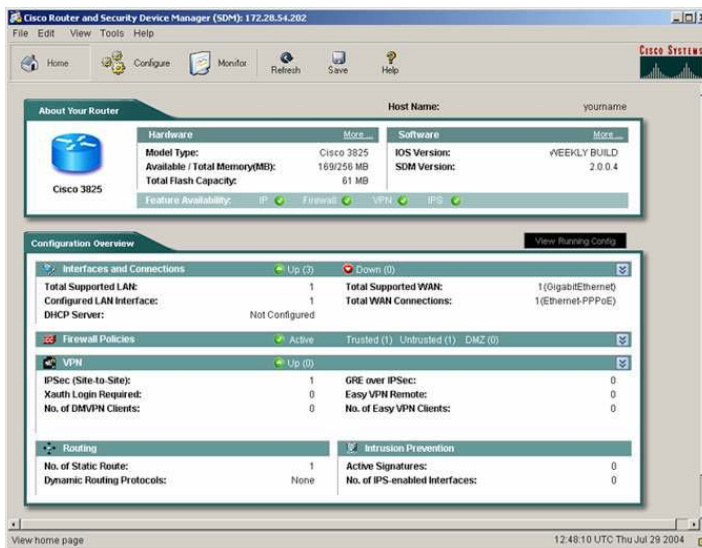 Cisco Router and Security Device Manager (SDM): 172.28.54.202
File Edit View Tools Help
Home Configure Monitor Refresh Save Help
CISCO SYSTEMS
About Your Router
Host Name: yourname
Hardware More... Software More...
Model Type: Cisco 3825 IOS Version: WEEKLY BUILD
Available / Total Memory(MB): 169/256 MB SDM Version: 2.0.0.4
Total Flash Capacity: 61 MB
Cisco 3825
Feature Availability: IP Firewall VPN IPS
Configuration Overview View Running Config
Interfaces and Connections Up (3) Down (0)
Total Supported LAN: 1 Total Supported WAN: 1(GigabitEthernet)
Configured LAN Interface: 1 Total WAN Connections: 1(Ethernet-PPPoE)
DHCP Server: Not Configured
Firewall Policies Active Trusted (1) Untrusted (1) DMZ (0)
VPN Up (0)
IPSec (Site-to-Site): 1 GRE over IPSec: 0
Xauth Login Required: 0 Easy VPN Remote: 0
No. of DMVPN Clients: 0 No. of Easy VPN Clients: 0
Routing Intrusion Prevention
No. of Static Route: 1 Active Signatures: 0
Dynamic Routing Protocols: None No. of IPS-enabled Interfaces: 0
View home page 12:48:10 UTC Thu Jul 29 2004